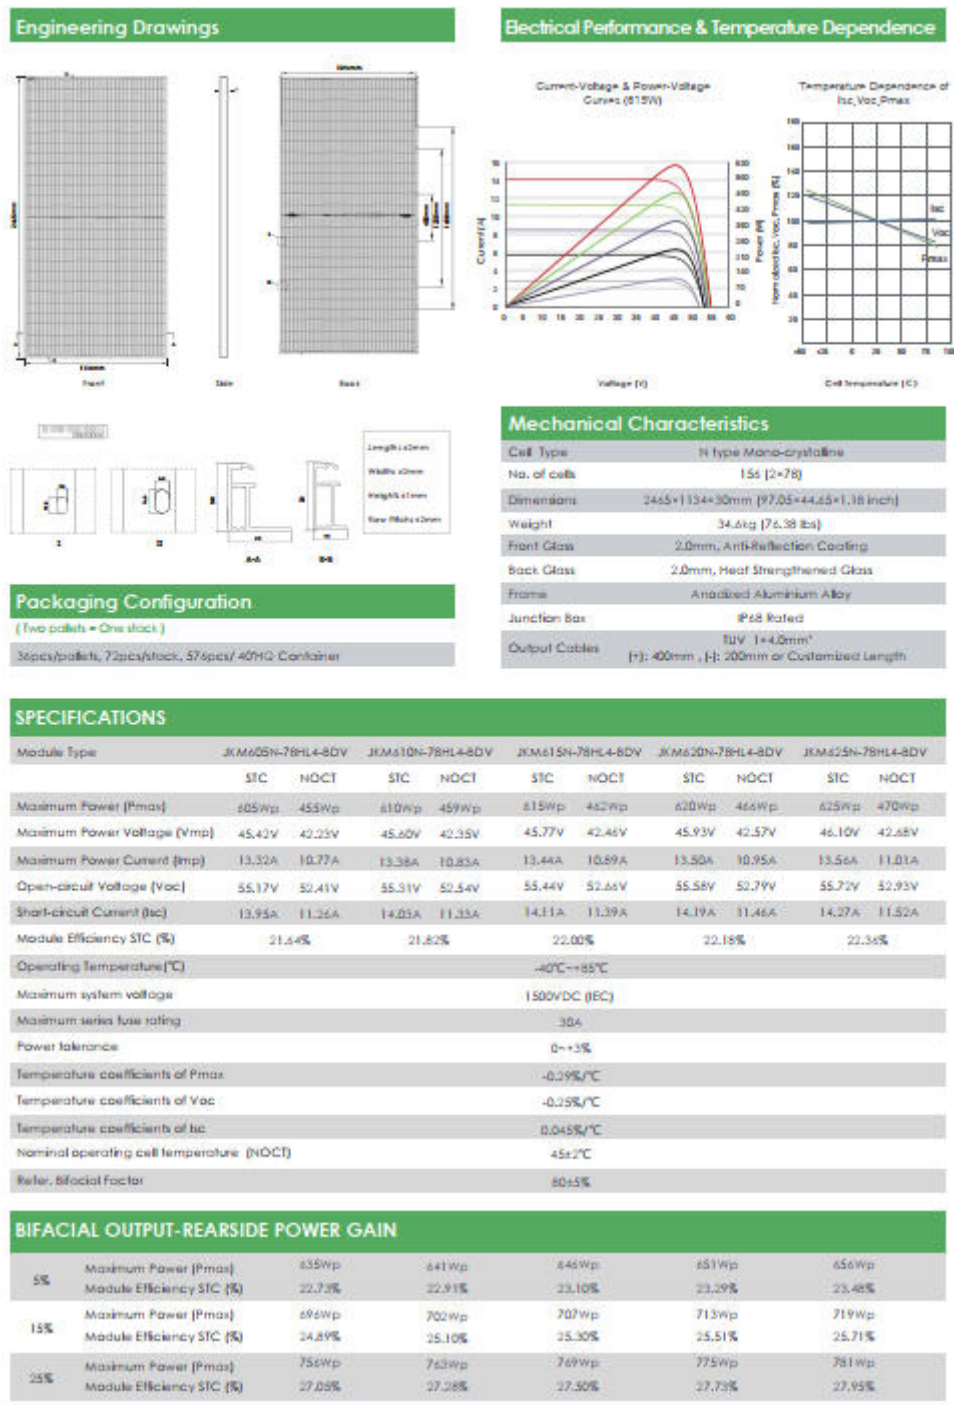 Engineering Drawings
Electrical Performance & Temperature Dependence
Current-Voltage & Power-Voltage
Curves (615W)
Temperature Dependence of
Isc,Voc,Pmax
Current (A)
Power (W)
Normalized Isc, Voc, Pmax (%)
Isc
Voc
Pmax
Voltage (V)
Cell Temperature (℃)
Front
Side
Back
Length: ±2mm
Width: ±2mm
Height: ±1mm
Row Pitch: ±2mm
A-A
B-B
Mechanical Characteristics
Cell Type N type Mono-crystalline
No. of cells 156 (2×78)
Dimensions 2465×1134×30mm (97.05×44.65×1.18 inch)
Weight 34.6kg (76.38 lbs)
Front Glass 2.0mm, Anti-Reflection Coating
Back Glass 2.0mm, Heat Strengthened Glass
Frame Anodized Aluminium Alloy
Junction Box IP68 Rated
Output Cables TUV 1×4.0mm²
(+): 400mm , (-): 200mm or Customized Length
Packaging Configuration
( Two pallets = One stack )
36pcs/pallets, 72pcs/stack, 576pcs/ 40'HQ Container
SPECIFICATIONS
Module Type JKM605N-78HL4-BDV JKM610N-78HL4-BDV JKM615N-78HL4-BDV JKM620N-78HL4-BDV JKM625N-78HL4-BDV
STC NOCT STC NOCT STC NOCT STC NOCT STC NOCT
Maximum Power (Pmax) 605Wp 455Wp 610Wp 459Wp 615Wp 462Wp 620Wp 466Wp 625Wp 470Wp
Maximum Power Voltage (Vmp) 45.42V 42.23V 45.60V 42.35V 45.77V 42.46V 45.93V 42.57V 46.10V 42.68V
Maximum Power Current (Imp) 13.32A 10.77A 13.38A 10.83A 13.44A 10.89A 13.50A 10.95A 13.56A 11.01A
Open-circuit Voltage (Voc) 55.17V 52.41V 55.31V 52.54V 55.44V 52.66V 55.58V 52.79V 55.72V 52.93V
Short-circuit Current (Isc) 13.95A 11.26A 14.03A 11.33A 14.11A 11.39A 14.19A 11.46A 14.27A 11.52A
Module Efficiency STC (%) 21.64% 21.82% 22.00% 22.18% 22.36%
Operating Temperature(℃) -40℃~+85℃
Maximum system voltage 1500VDC (IEC)
Maximum series fuse rating 30A
Power tolerance 0~+3%
Temperature coefficients of Pmax -0.29%/℃
Temperature coefficients of Voc -0.25%/℃
Temperature coefficients of Isc 0.045%/℃
Nominal operating cell temperature (NOCT) 45±2℃
Refer. Bifacial Factor 80±5%
BIFACIAL OUTPUT-REARSIDE POWER GAIN
5% Maximum Power (Pmax) 635Wp 641Wp 646Wp 651Wp 656Wp
Module Efficiency STC (%) 22.73% 22.91% 23.10% 23.29% 23.48%
15% Maximum Power (Pmax) 696Wp 702Wp 707Wp 713Wp 719Wp
Module Efficiency STC (%) 24.89% 25.10% 25.30% 25.51% 25.71%
25% Maximum Power (Pmax) 756Wp 763Wp 769Wp 775Wp 781Wp
Module Efficiency STC (%) 27.05% 27.28% 27.50% 27.73% 27.95%